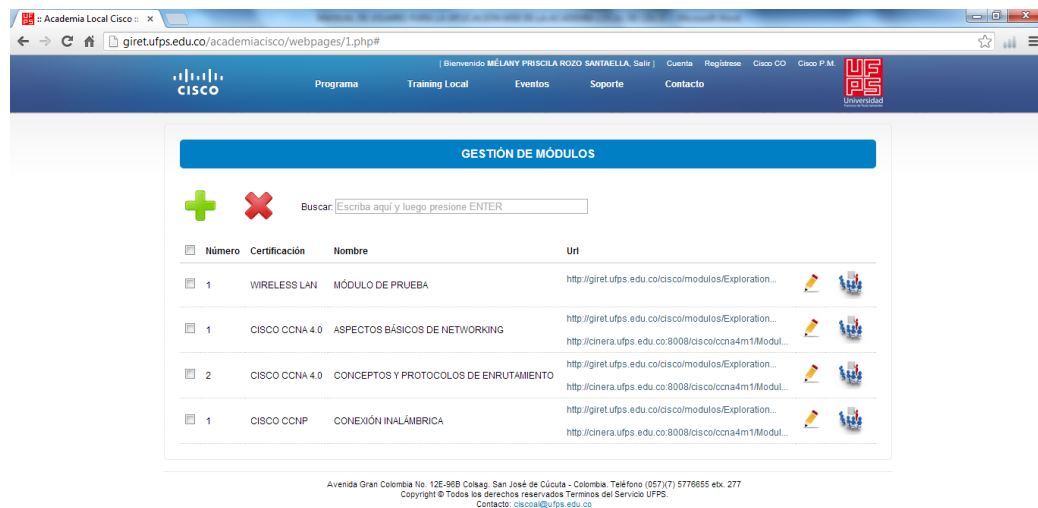 :: Academia Local Cisco ::
giret.ufps.edu.co/academiacisco/webpages/1.php#
[ Bienvenido MÉLANY PRISCILA ROZO SANTAELLA, Salir ] Cuenta Regístrese Cisco CO Cisco P.M.
CISCO
Programa Training Local Eventos Soporte Contacto
UFPS
Universidad
GESTIÓN DE MÓDULOS
Buscar: Escriba aquí y luego presione ENTER
Número Certificación Nombre Url
1 WIRELESS LAN MÓDULO DE PRUEBA http://giret.ufps.edu.co/cisco/modulos/Exploration...
1 CISCO CCNA 4.0 ASPECTOS BÁSICOS DE NETWORKING http://giret.ufps.edu.co/cisco/modulos/Exploration...
http://cinera.ufps.edu.co:8008/cisco/ccna4m1/Modul...
2 CISCO CCNA 4.0 CONCEPTOS Y PROTOCOLOS DE ENRUTAMIENTO http://giret.ufps.edu.co/cisco/modulos/Exploration...
http://cinera.ufps.edu.co:8008/cisco/ccna4m1/Modul...
1 CISCO CCNP CONEXIÓN INALÁMBRICA http://giret.ufps.edu.co/cisco/modulos/Exploration...
http://cinera.ufps.edu.co:8008/cisco/ccna4m1/Modul...
Avenida Gran Colombia No. 12E-96B Colsag. San José de Cúcuta - Colombia. Teléfono (057)(7) 5776655 etx. 277
Copyright © Todos los derechos reservados Terminos del Servicio UFPS.
Contacto: ciscoal@ufps.edu.co